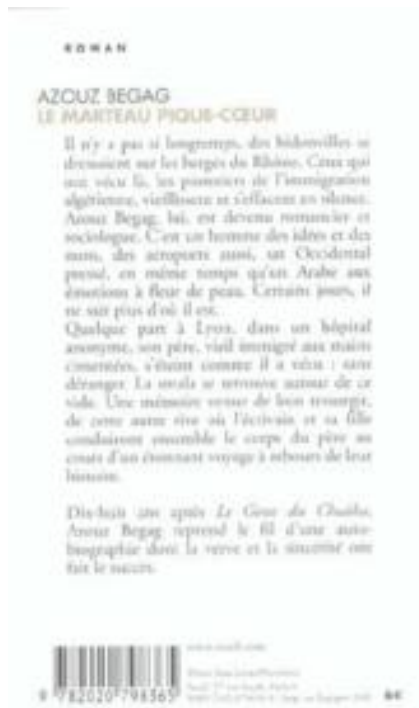 ROMAN
AZOUZ BEGAG
LE MARTEAU PIQUE-CŒUR
Il n'y a pas si longtemps, des bidonvilles se
dressaient sur les berges du Rhône. Ceux qui
ont vécu là, les pionniers de l'immigration
algérienne, vieillissent et s'effacent en silence.
Azouz Begag, lui, est devenu romancier et
sociologue. C'est un homme des idées et des
mots, des aéroports aussi, un Occidental
pressé, en même temps qu'un Arabe aux
émotions à fleur de peau. Certains jours, il
ne sait plus d'où il est.
Quelque part à Lyon, dans un hôpital
anonyme, son père, vieil immigré aux mains
cimentées, s'éteint comme il a vécu : sans
déranger. La smala se retrouve autour de ce
vide. Une mémoire venue de loin ressurgit,
de cette autre rive où l'écrivain et sa fille
conduiront ensemble le corps du père au
cours d'un étonnant voyage à rebours de leur
histoire.
Dix-huit ans après Le Gone du Chaâba,
Azouz Begag reprend le fil d'une auto-
biographie dont la verve et la sincérité ont
fait le succès.
www.seuil.com
9 782020 798365